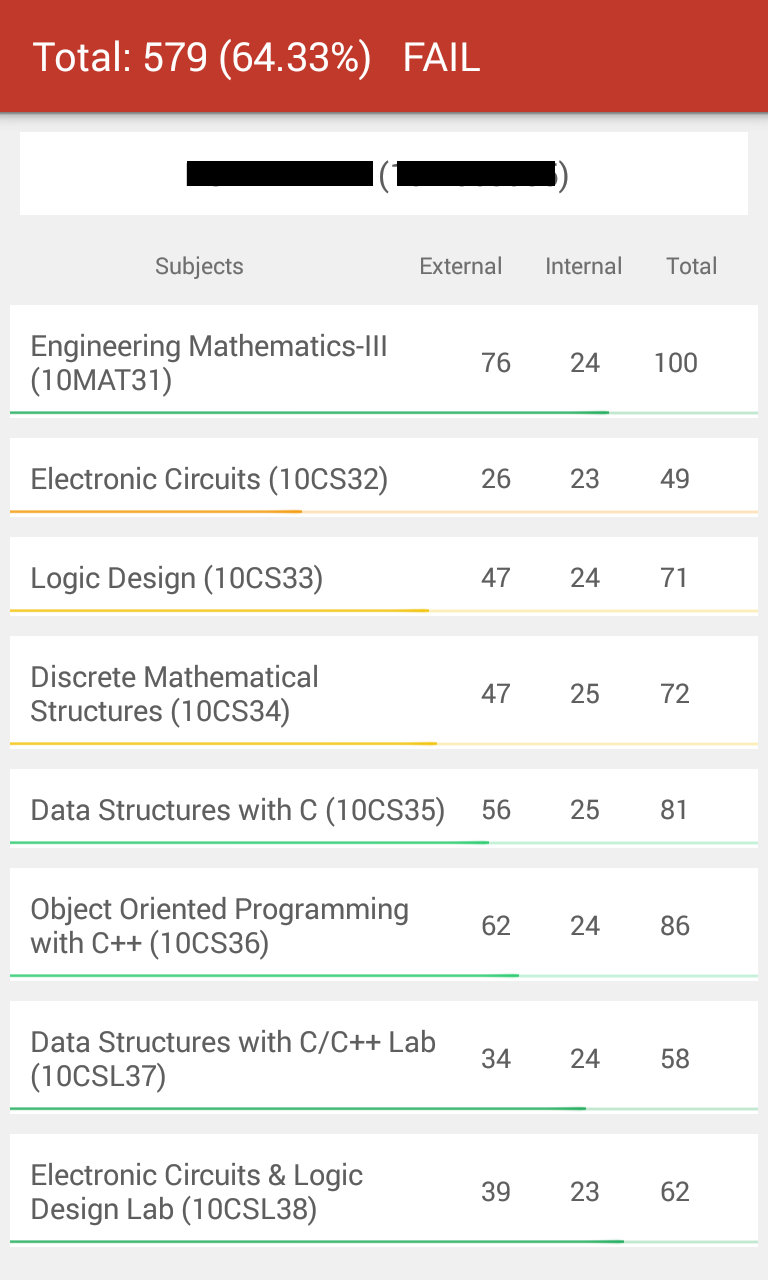 Total: 579 (64.33%) FAIL
( )
Subjects External Internal Total
Engineering Mathematics-III
(10MAT31) 76 24 100
Electronic Circuits (10CS32) 26 23 49
Logic Design (10CS33) 47 24 71
Discrete Mathematical
Structures (10CS34) 47 25 72
Data Structures with C (10CS35) 56 25 81
Object Oriented Programming
with C++ (10CS36) 62 24 86
Data Structures with C/C++ Lab
(10CSL37) 34 24 58
Electronic Circuits & Logic
Design Lab (10CSL38) 39 23 62